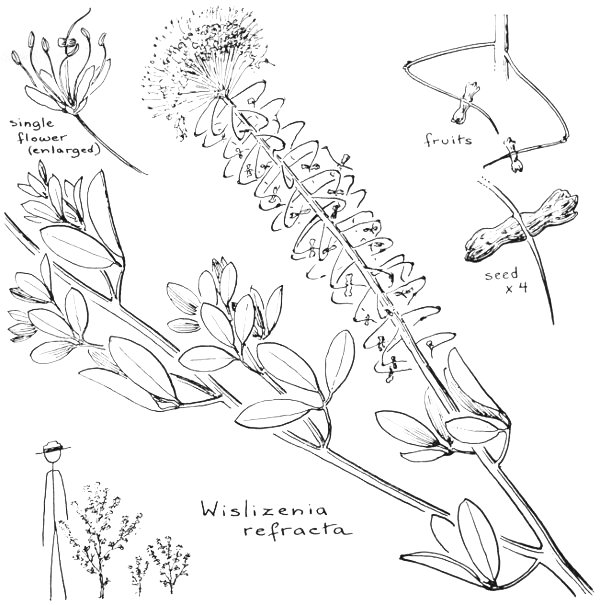 single
flower
(enlarged)
fruits
seed
x 4
Wislizenia
refracta